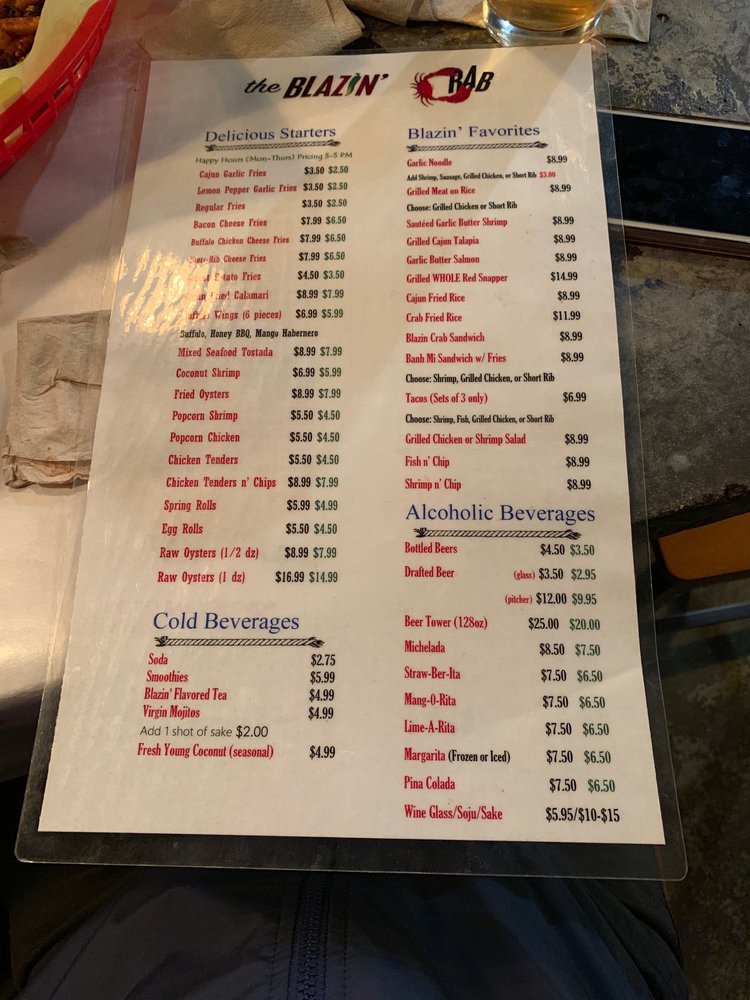 the BLAZIN' CRAB
Delicious Starters
Happy Hours (Mon-Thurs) Pricing 3-5 PM
Cajun Garlic Fries $3.50 $2.50
Lemon Pepper Garlic Fries $3.50 $2.50
Regular Fries $3.50 $2.50
Bacon Cheese Fries $7.99 $6.50
Buffalo Chicken Cheese Fries $7.99 $6.50
Short-Rib Cheese Fries $7.99 $6.50
Fries $4.50 $3.50
Fried Calamari $8.99 $7.99
Buffalo Wings (6 pieces) $6.99 $5.99
Buffalo, Honey BBQ, Mango Habernero
Mixed Seafood Tostada $8.99 $7.99
Coconut Shrimp $6.99 $5.99
Fried Oysters $8.99 $7.99
Popcorn Shrimp $5.50 $4.50
Popcorn Chicken $5.50 $4.50
Chicken Tenders $5.50 $4.50
Chicken Tenders n' Chips $8.99 $7.99
Spring Rolls $5.99 $4.99
Egg Rolls $5.50 $4.50
Raw Oysters (1/2 dz) $8.99 $7.99
Raw Oysters (1 dz) $16.99 $14.99
Cold Beverages
Soda $2.75
Smoothies $5.99
Blazin' Flavored Tea $4.99
Virgin Mojitos $4.99
Add 1 shot of sake $2.00
Fresh Young Coconut (seasonal) $4.99
Blazin' Favorites
Garlic Noodle $8.99
Add Shrimp, Sausage, Grilled Chicken, or Short Rib $3.00
Grilled Meat on Rice $8.99
Choose: Grilled Chicken or Short Rib
Sautéed Garlic Butter Shrimp $8.99
Grilled Cajun Talapia $8.99
Garlic Butter Salmon $8.99
Grilled WHOLE Red Snapper $14.99
Cajun Fried Rice $8.99
Crab Fried Rice $11.99
Blazin Crab Sandwich $8.99
Banh Mi Sandwich w/ Fries $8.99
Choose: Shrimp, Grilled Chicken, or Short Rib
Tacos (Sets of 3 only) $6.99
Choose: Shrimp, Fish, Grilled Chicken, or Short Rib
Grilled Chicken or Shrimp Salad $8.99
Fish n' Chip $8.99
Shrimp n' Chip $8.99
Alcoholic Beverages
Bottled Beers $4.50 $3.50
Drafted Beer (glass) $3.50 $2.95
(pitcher) $12.00 $9.95
Beer Tower (128oz) $25.00 $20.00
Michelada $8.50 $7.50
Straw-Ber-Ita $7.50 $6.50
Mang-O-Rita $7.50 $6.50
Lime-A-Rita $7.50 $6.50
Margarita (Frozen or Iced) $7.50 $6.50
Pina Colada $7.50 $6.50
Wine Glass/Soju/Sake $5.95/$10-$15